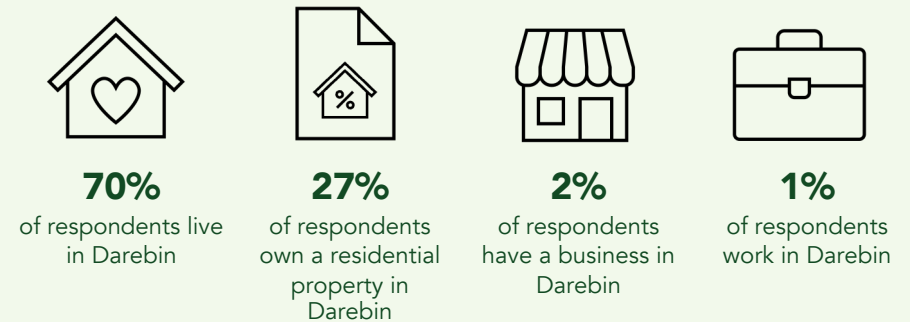 70%
of respondents live
in Darebin
27%
of respondents
own a residential
property in
Darebin
2%
of respondents
have a business in
Darebin
1%
of respondents
work in Darebin
%